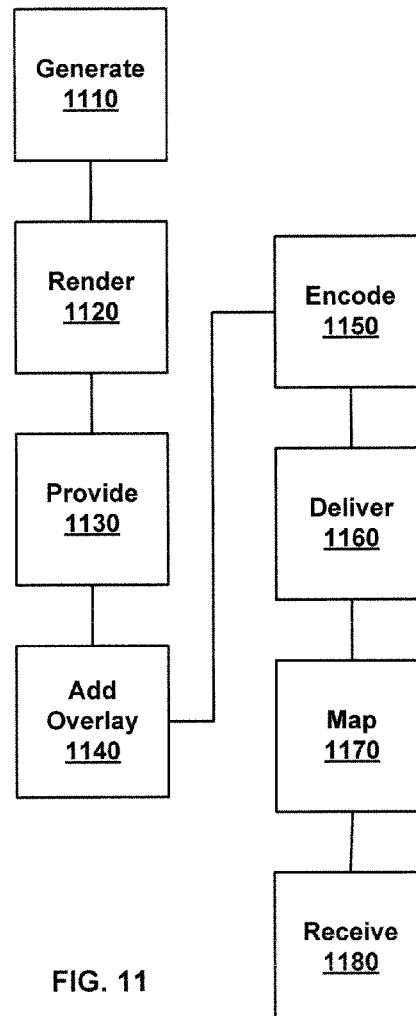 Generate
1110
Render
1120
Provide
1130
Add
Overlay
1140
Encode
1150
Deliver
1160
Map
1170
Receive
1180
FIG. 11